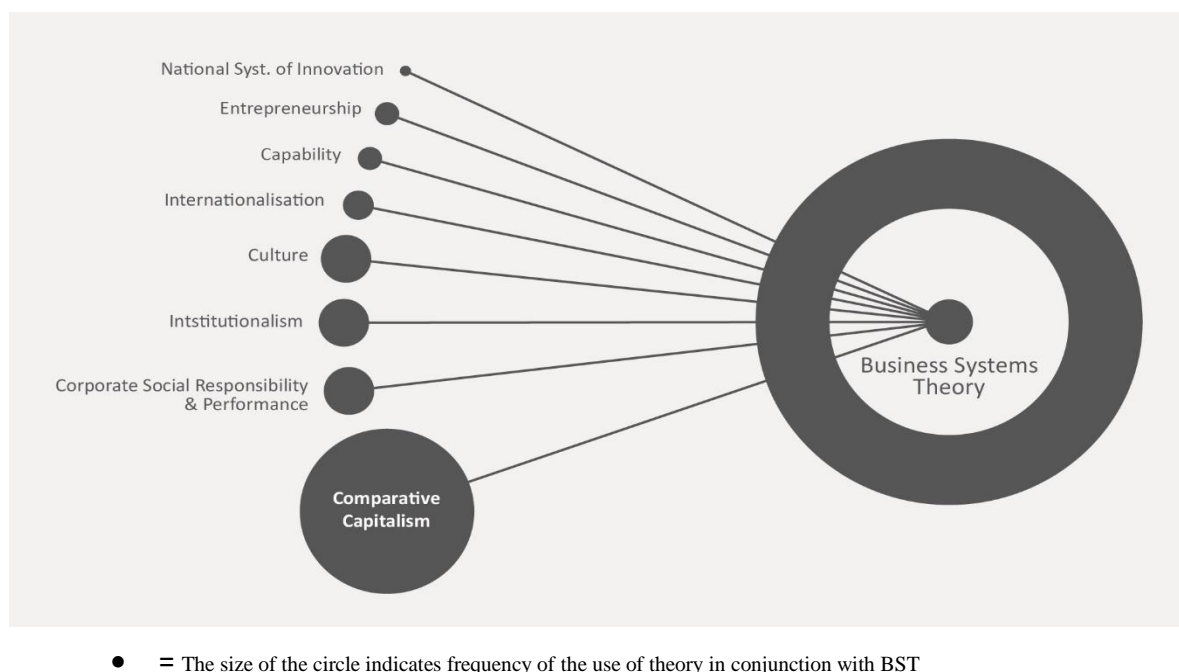 National Syst. of Innovation
Entrepreneurship
Capability
Internationalisation
Culture
Intstitutionalism
Corporate Social Responsibility
& Performance
Comparative
Capitalism
Business Systems
Theory
● = The size of the circle indicates frequency of the use of theory in conjunction with BST